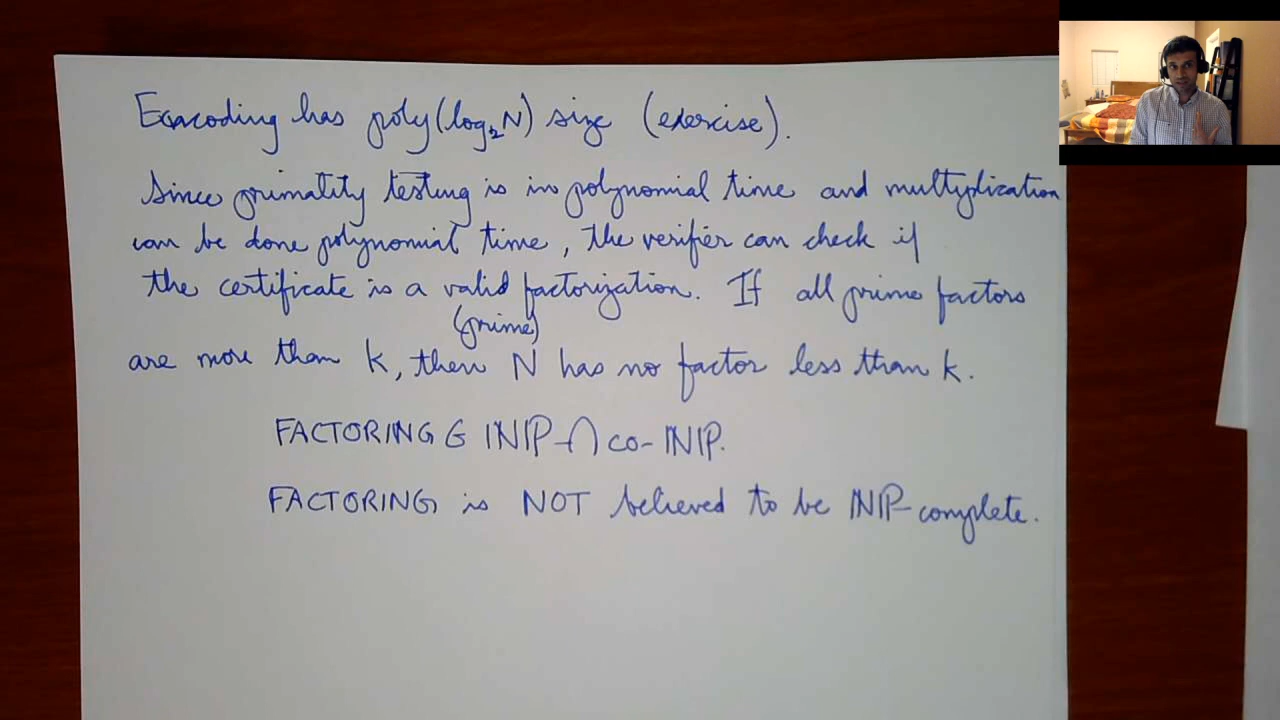 Encoding has poly(log₂N) size (exercise).
Since primality testing is in polynomial time and multiplication
can be done polynomial time, the verifier can check if
the certificate is a valid factorization. If all prime factors
(prime)
are more than k, then N has no factor less than k.
FACTORING ∈ NP ∩ co-NP.
FACTORING is NOT believed to be NP-complete.